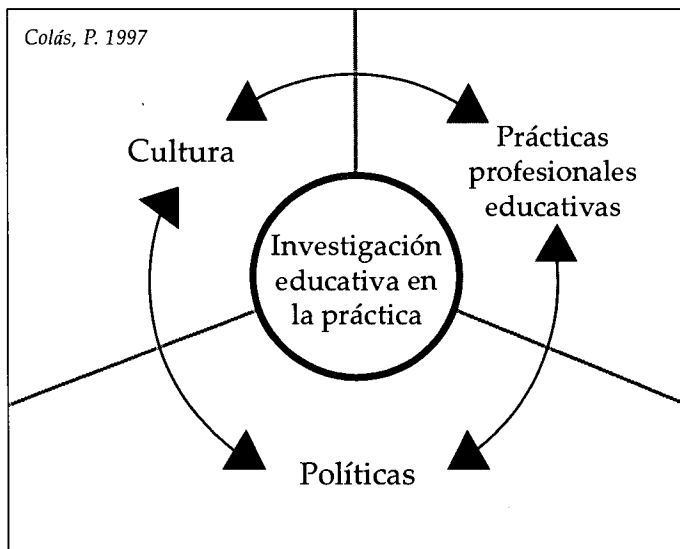 Colás, P. 1997
Cultura
Prácticas
profesionales
educativas
Investigación
educativa en
la práctica
Políticas